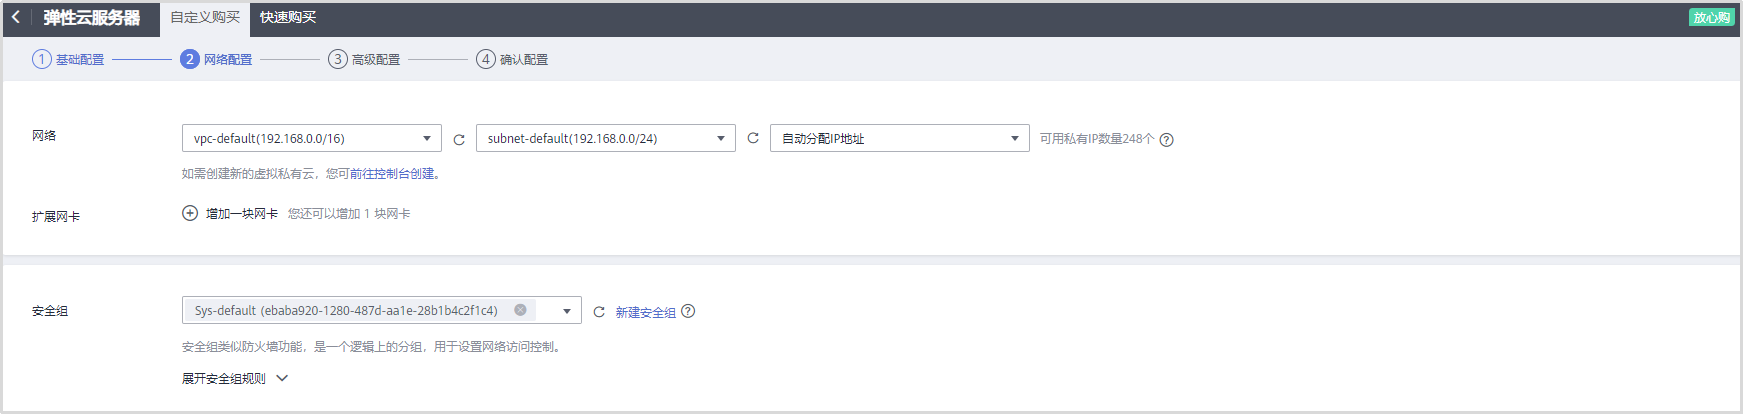 弹性云服务器 自定义购买 快速购买 放心购
1 基础配置 2 网络配置 3 高级配置 4 确认配置
网络 vpc-default(192.168.0.0/16) subnet-default(192.168.0.0/24) 自动分配IP地址 可用私有IP数量248个 ?
如需创建新的虚拟私有云，您可前往控制台创建。
扩展网卡 增加一块网卡 您还可以增加 1 块网卡
安全组 Sys-default (ebaba920-1280-487d-aa1e-28b1b4c2f1c4) 新建安全组 ?
安全组类似防火墙功能，是一个逻辑上的分组，用于设置网络访问控制。
展开安全组规则